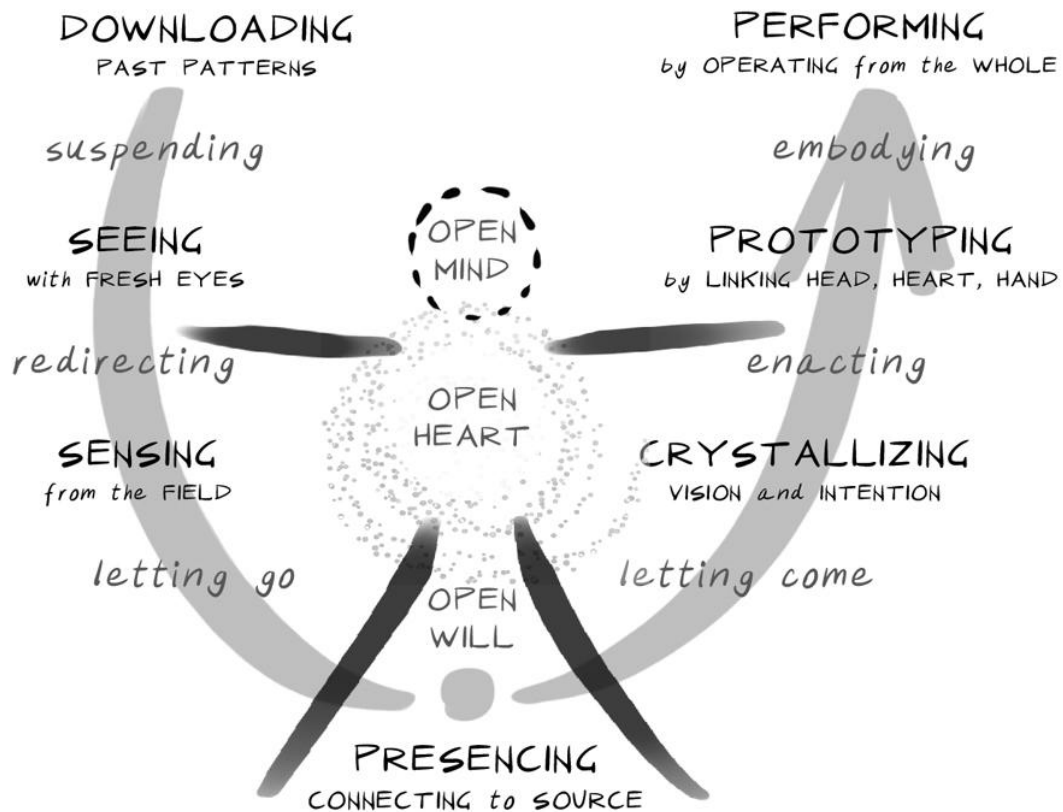 DOWNLOADING
PAST PATTERNS
suspending
SEEING
with FRESH EYES
redirecting
SENSING
from the FIELD
letting go
OPEN
MIND
OPEN
HEART
OPEN
WILL
PRESENCING
CONNECTING to SOURCE
PERFORMING
by OPERATING from the WHOLE
embodying
PROTOTYPING
by LINKING HEAD, HEART, HAND
enacting
CRYSTALLIZING
VISION and INTENTION
letting come